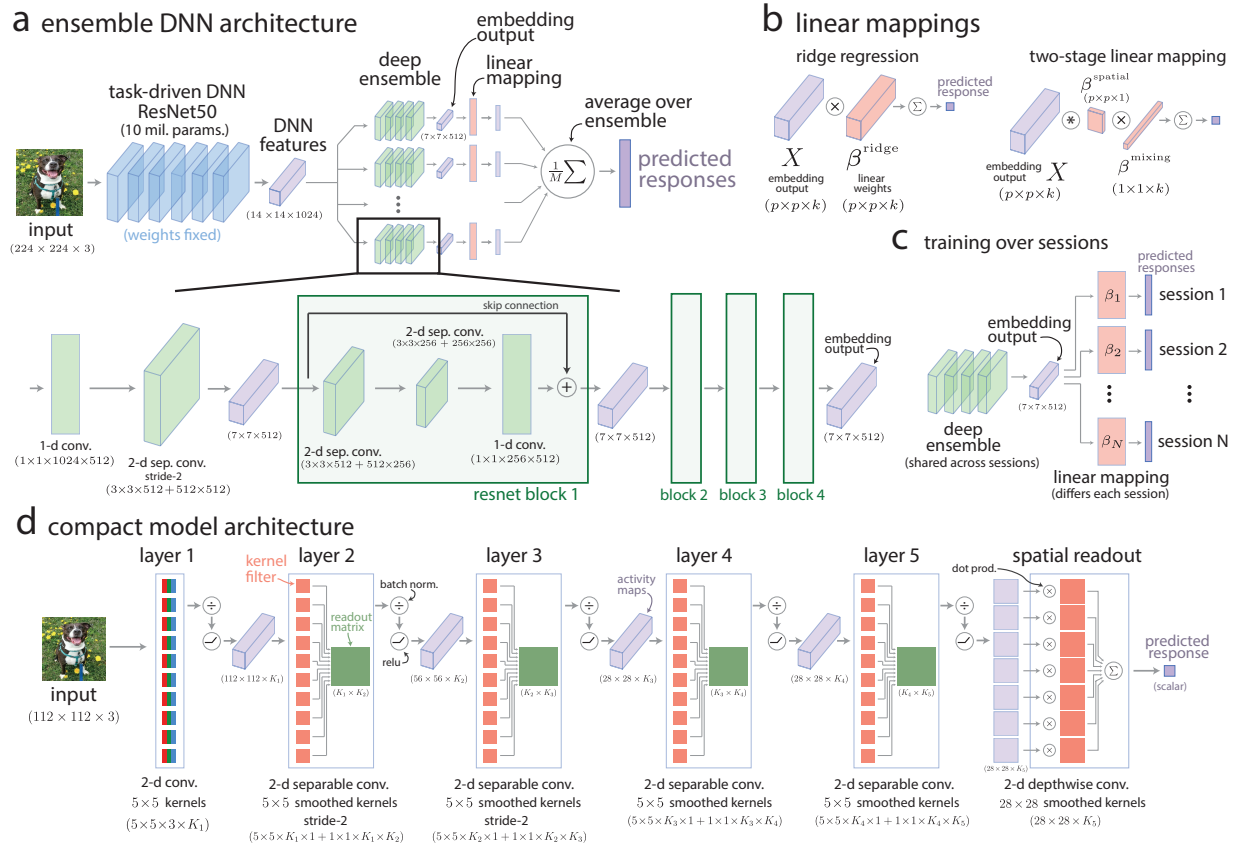 a ensemble DNN architecture
task-driven DNN
ResNet50
(10 mil. params.)
DNN
features
deep
ensemble
embedding
output
linear
mapping
average over
ensemble
(7×7×512)
1/M ∑
predicted
responses
⋮
input
(224 × 224 × 3)
(weights fixed)
(14 × 14×1024)
skip connection
2-d sep. conv.
(3×3×256 + 256×256)
embedding
output
+
(7×7×512)
1-d conv.
(1×1×1024×512)
2-d sep. conv.
stride-2
(3×3×512+512×512)
2-d sep. conv.
(3×3×512 + 512×256)
1-d conv.
(1×1×256×512)
(7×7×512)
(7×7×512)
resnet block 1
block 2
block 3
block 4
b linear mappings
ridge regression
predicted
response
×
∑
X
embedding
output
(p×p×k)
β^ridge
linear
weights
(p×p×k)
two-stage linear mapping
β^spatial
(p×p×1)
*
×
∑
embedding
output X
(p×p×k)
β^mixing
(1×1×k)
c training over sessions
predicted
responses
β₁
session 1
embedding
output
β₂
session 2
(7×7×512)
⋮
⋮
deep
ensemble
(shared across sessions)
β_N
session N
linear mapping
(differs each session)
d compact model architecture
layer 1
layer 2
layer 3
layer 4
layer 5
spatial readout
kernel
filter
batch norm.
activity
maps
dot prod.
÷
÷
÷
÷
÷
readout
matrix
relu
input
(112 × 112 × 3)
(112×112×K₁)
(K₁×K₂)
(56 × 56 × K₂)
(K₂×K₃)
(28 × 28 × K₃)
(K₃×K₄)
(28 × 28 × K₄)
(K₄×K₅)
(28×28×K₅)
×
×
×
×
×
×
×
∑
predicted
response
(scalar)
2-d conv.
5×5 kernels
(5×5×3×K₁)
2-d separable conv.
5×5 smoothed kernels
stride-2
(5×5×K₁×1+1×1×K₁×K₂)
2-d separable conv.
5×5 smoothed kernels
stride-2
(5×5×K₂×1+1×1×K₂×K₃)
2-d separable conv.
5×5 smoothed kernels
(5×5×K₃×1+1×1×K₃×K₄)
2-d separable conv.
5×5 smoothed kernels
(5×5×K₄×1+1×1×K₄×K₅)
2-d depthwise conv.
28×28 smoothed kernels
(28×28×K₅)